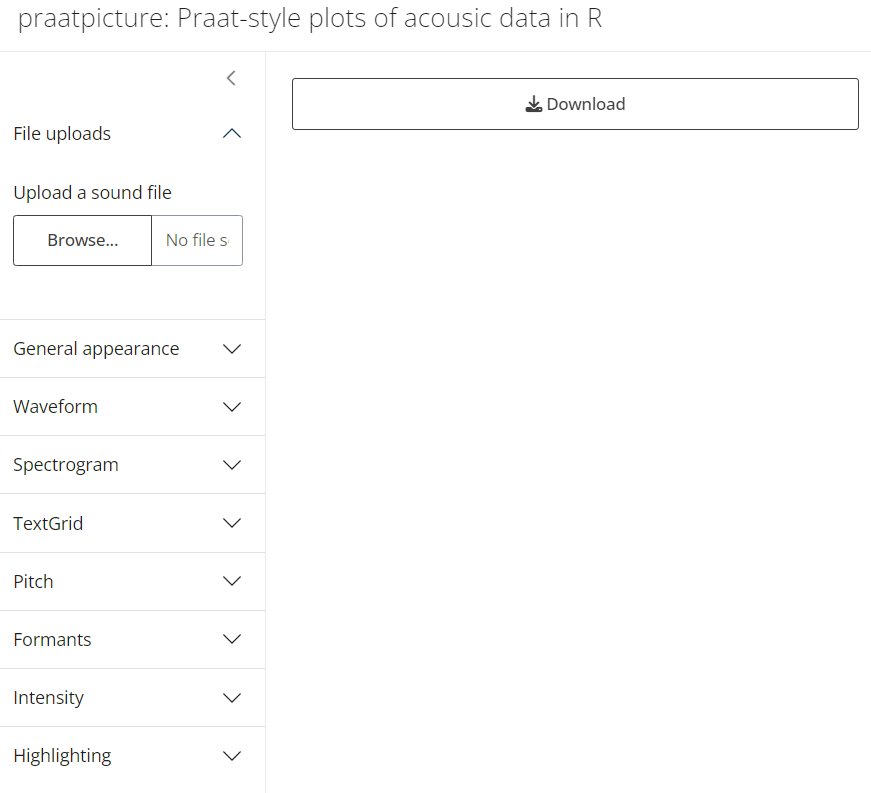 praatpicture: Praat-style plots of acousic data in R
File uploads
Upload a sound file
Browse...
No file s
Download
General appearance
Waveform
Spectrogram
TextGrid
Pitch
Formants
Intensity
Highlighting